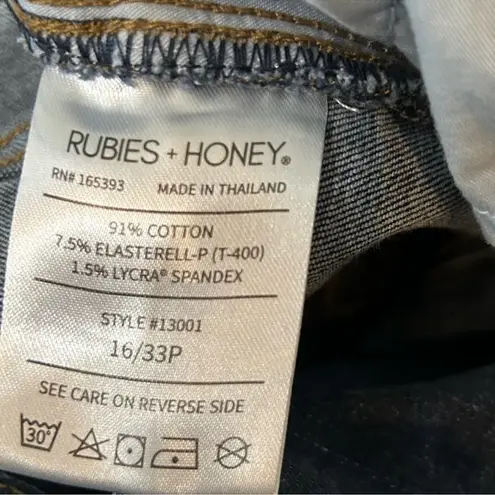 RUBIES + HONEY®
RN# 165393 MADE IN THAILAND
91% COTTON
7.5% ELASTERELL-P (T-400)
1.5% LYCRA® SPANDEX
STYLE #13001
16/33P
SEE CARE ON REVERSE SIDE
30°